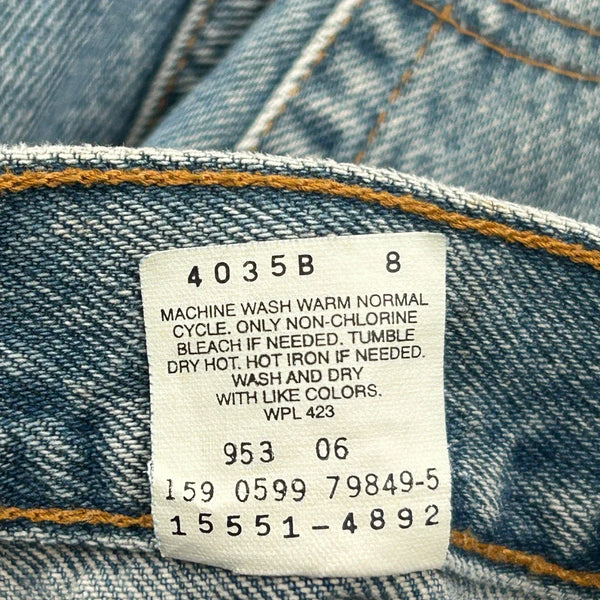 4035B 8
MACHINE WASH WARM NORMAL
CYCLE. ONLY NON-CHLORINE
BLEACH IF NEEDED. TUMBLE
DRY HOT. HOT IRON IF NEEDED.
WASH AND DRY
WITH LIKE COLORS.
WPL 423
953 06
159 0599 79849-5
15551-4892